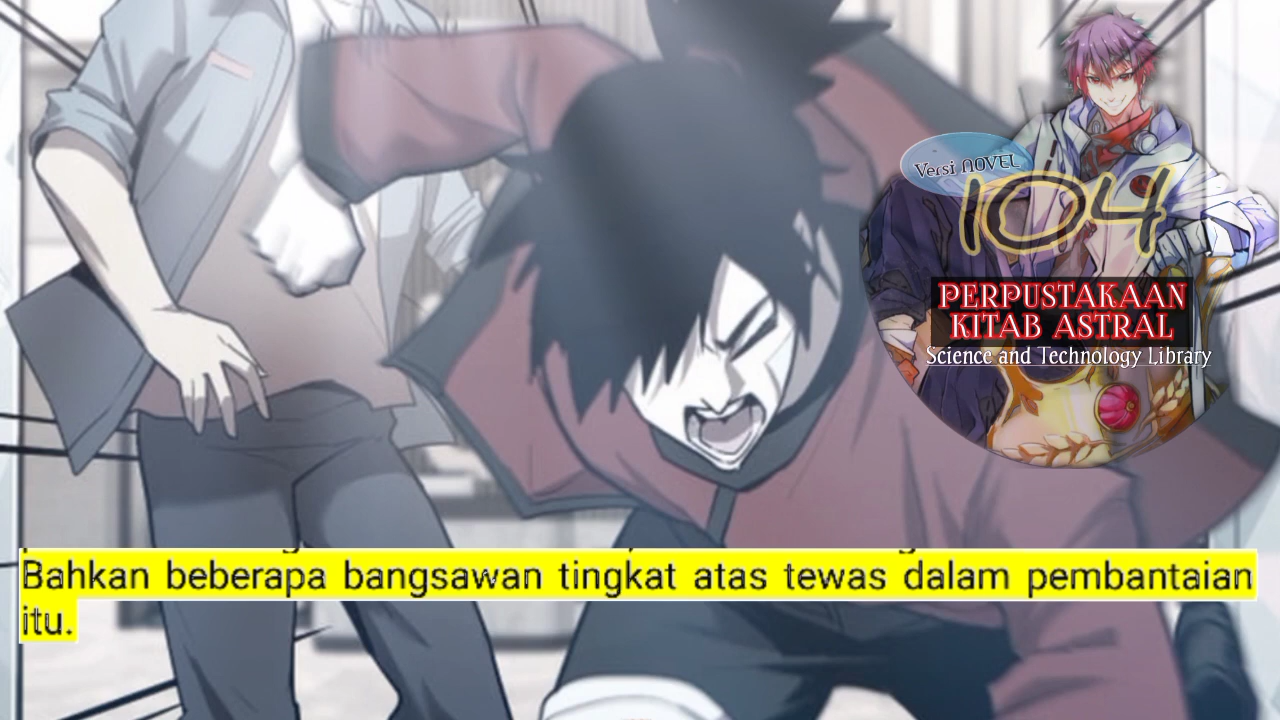 Versi NOVEL
104
PERPUSTAKAAN
KITAB ASTRAL
Science and Technology Library
Bahkan beberapa bangsawan tingkat atas tewas dalam pembantaian
itu.